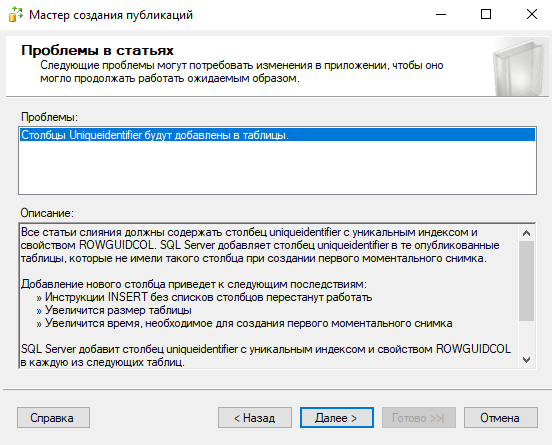 Мастер создания публикаций
Проблемы в статьях
Следующие проблемы могут потребовать изменения в приложении, чтобы оно
могло продолжать работать ожидаемым образом.
Проблемы:
Столбцы Uniqueidentifier будут добавлены в таблицы.
Описание:
Все статьи слияния должны содержать столбец uniqueidentifier с уникальным индексом и
свойством ROWGUIDCOL. SQL Server добавляет столбец uniqueidentifier в те опубликованные
таблицы, которые не имели такого столбца при создании первого моментального снимка.
Добавление нового столбца приведет к следующим последствиям:
» Инструкции INSERT без списков столбцов перестанут работать
» Увеличится размер таблицы
» Увеличится время, необходимое для создания первого моментального снимка
SQL Server добавит столбец uniqueidentifier с уникальным индексом и свойством ROWGUIDCOL
в каждую из следующих таблиц.
Справка
< Назад
Далее >
Готово >>|
Отмена